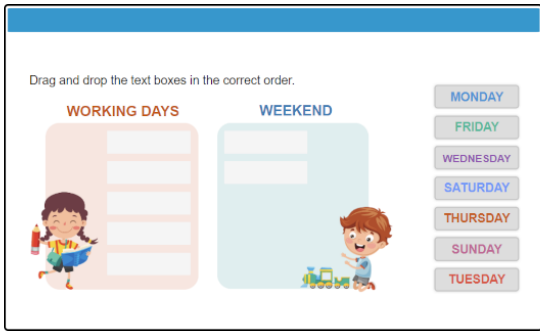 Drag and drop the text boxes in the correct order.
WORKING DAYS
WEEKEND
MONDAY
FRIDAY
WEDNESDAY
SATURDAY
THURSDAY
SUNDAY
TUESDAY